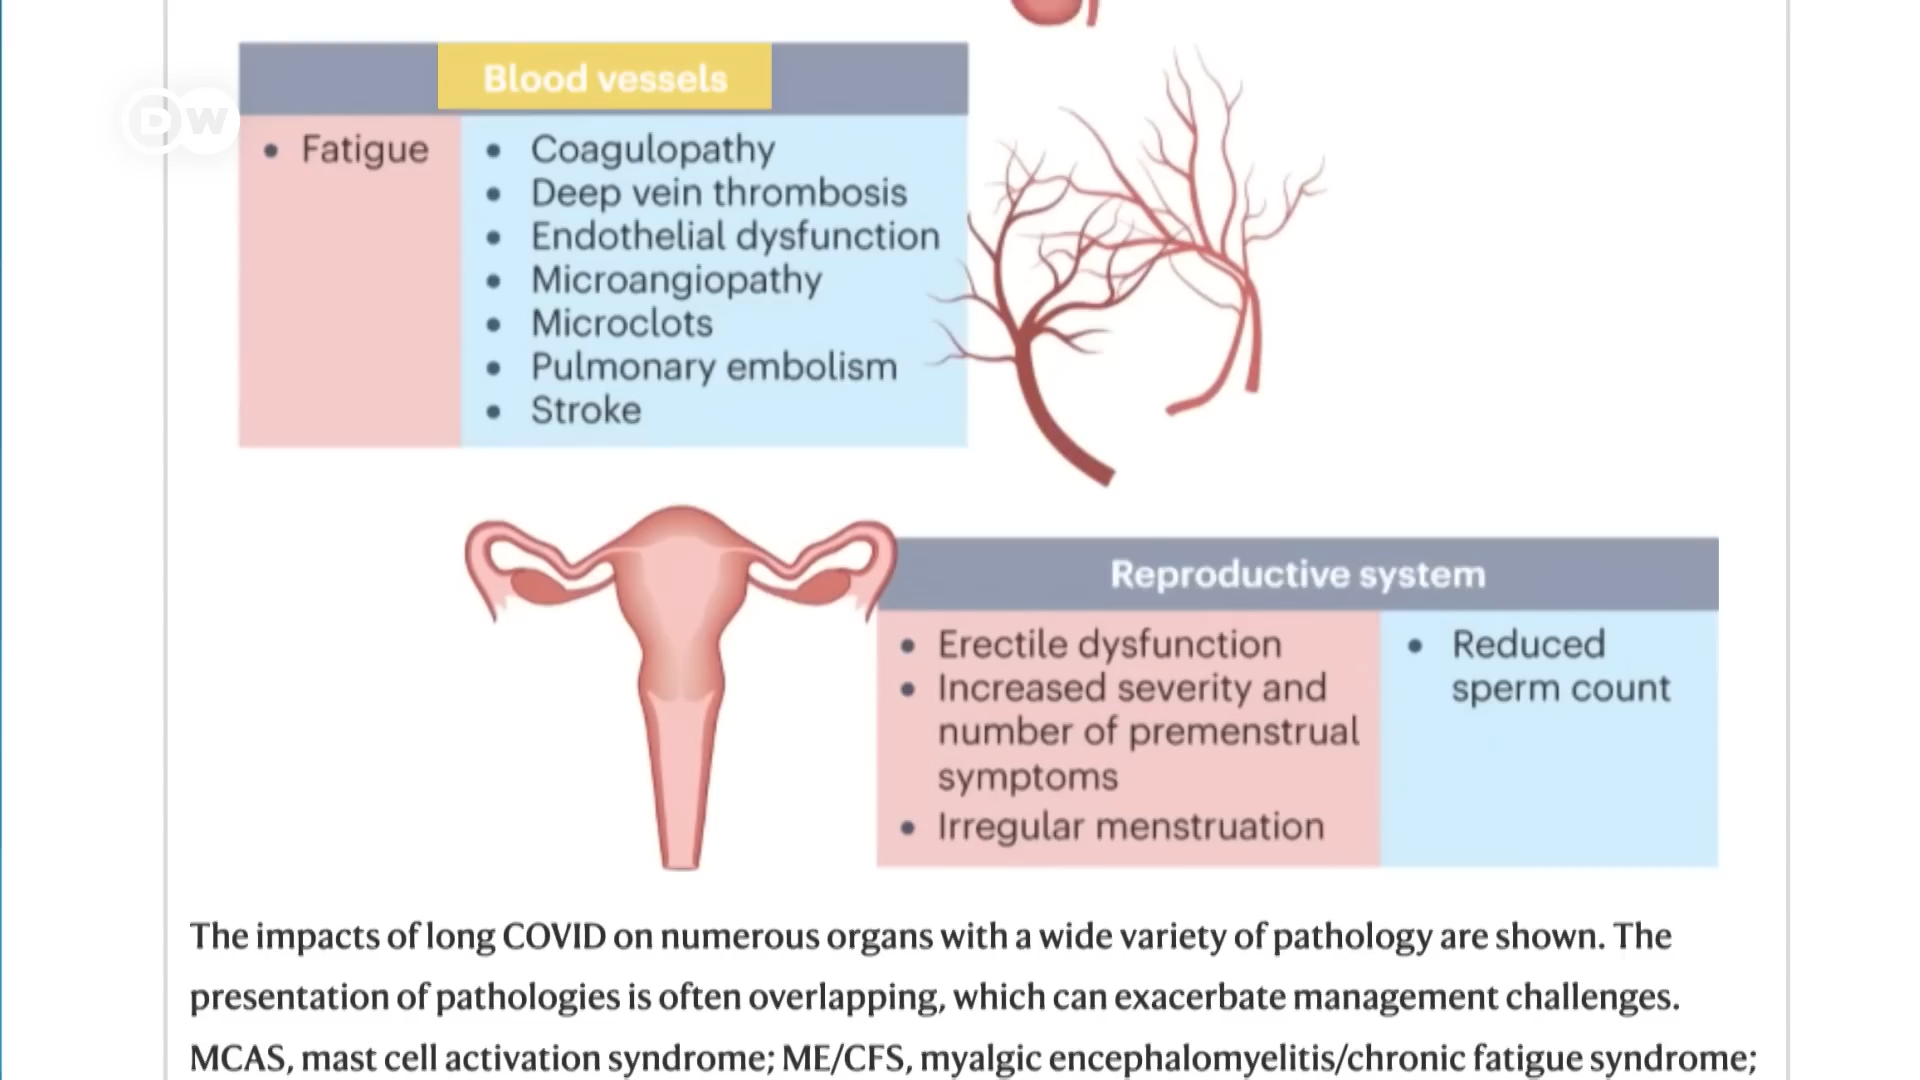 DW
Blood vessels
• Fatigue
• Coagulopathy
• Deep vein thrombosis
• Endothelial dysfunction
• Microangiopathy
• Microclots
• Pulmonary embolism
• Stroke
Reproductive system
• Erectile dysfunction
• Increased severity and
number of premenstrual
symptoms
• Irregular menstruation
• Reduced
sperm count
The impacts of long COVID on numerous organs with a wide variety of pathology are shown. The
presentation of pathologies is often overlapping, which can exacerbate management challenges.
MCAS, mast cell activation syndrome; ME/CFS, myalgic encephalomyelitis/chronic fatigue syndrome;